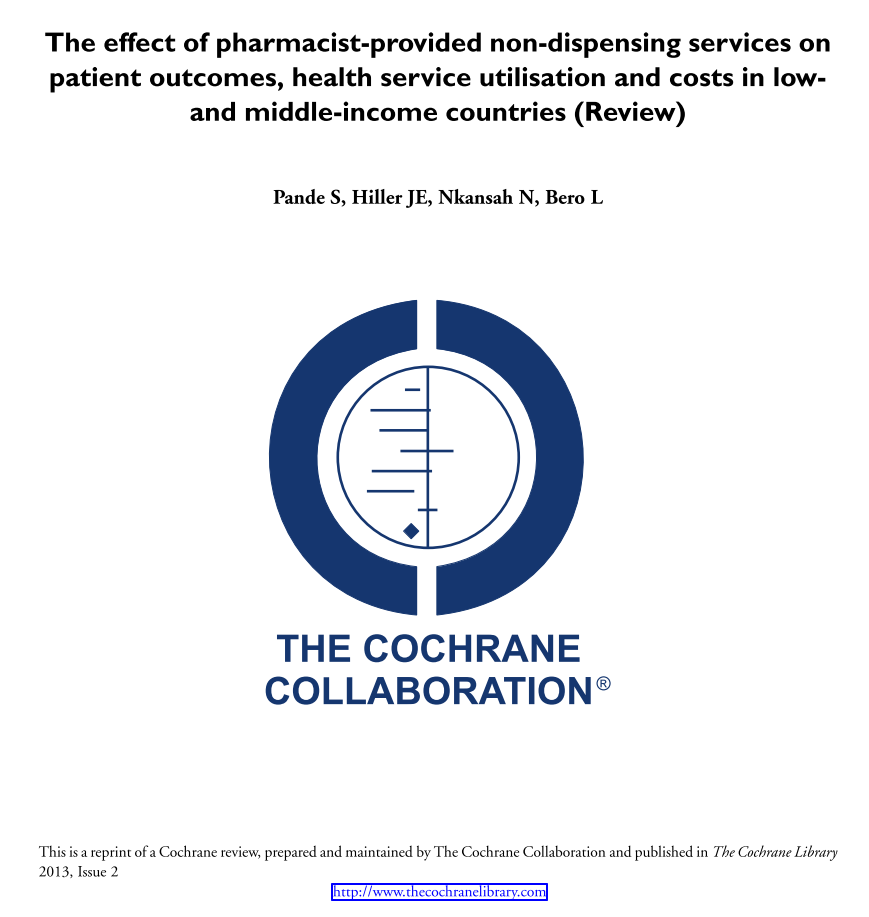 The effect of pharmacist-provided non-dispensing services on
patient outcomes, health service utilisation and costs in low-
and middle-income countries (Review)
Pande S, Hiller JE, Nkansah N, Bero L
THE COCHRANE
COLLABORATION®
This is a reprint of a Cochrane review, prepared and maintained by The Cochrane Collaboration and published in The Cochrane Library
2013, Issue 2
http://www.thecochranelibrary.com